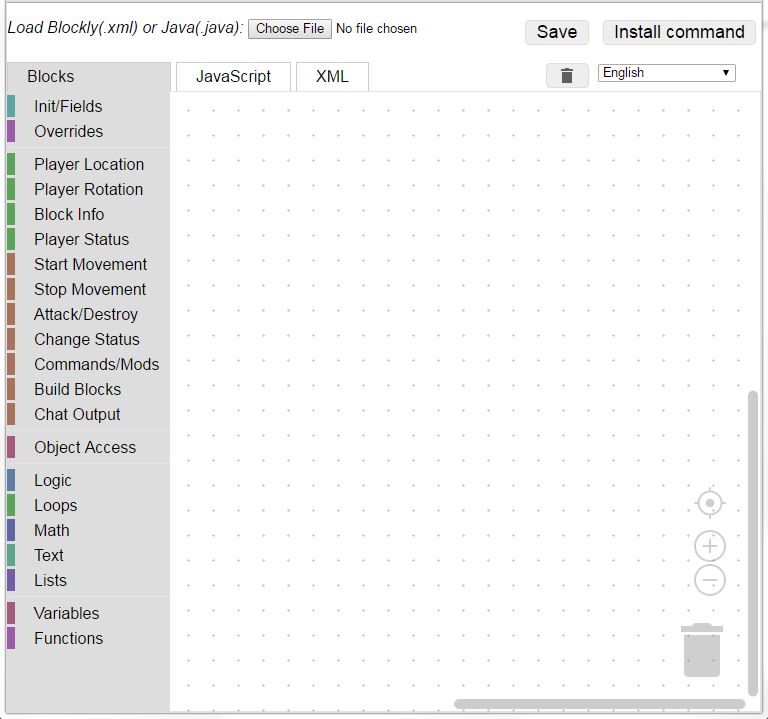 Load Blockly(.xml) or Java(.java): Choose File No file chosen Save Install command
Blocks JavaScript XML English
Init/Fields
Overrides
Player Location
Player Rotation
Block Info
Player Status
Start Movement
Stop Movement
Attack/Destroy
Change Status
Commands/Mods
Build Blocks
Chat Output
Object Access
Logic
Loops
Math
Text
Lists
Variables
Functions